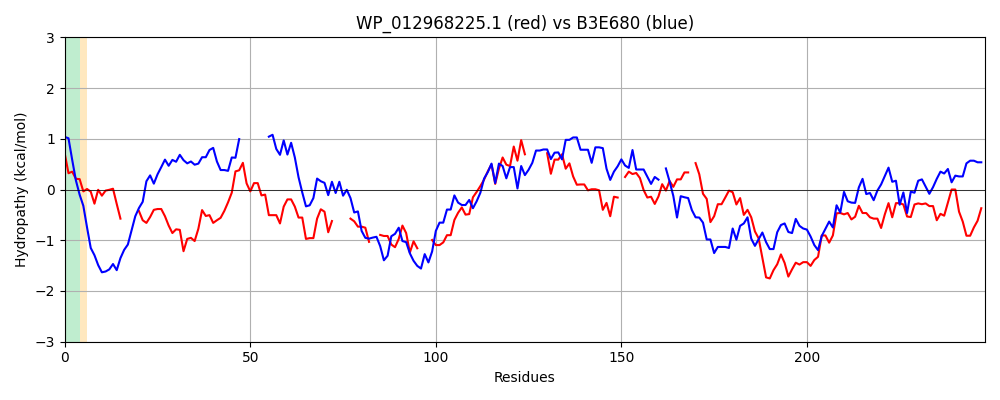 WP_012968225.1 (red) vs B3E680 (blue)
Hydropathy (kcal/mol)
3
2
1
0
−1
−2
−3
0 50 100 150 200
Residues